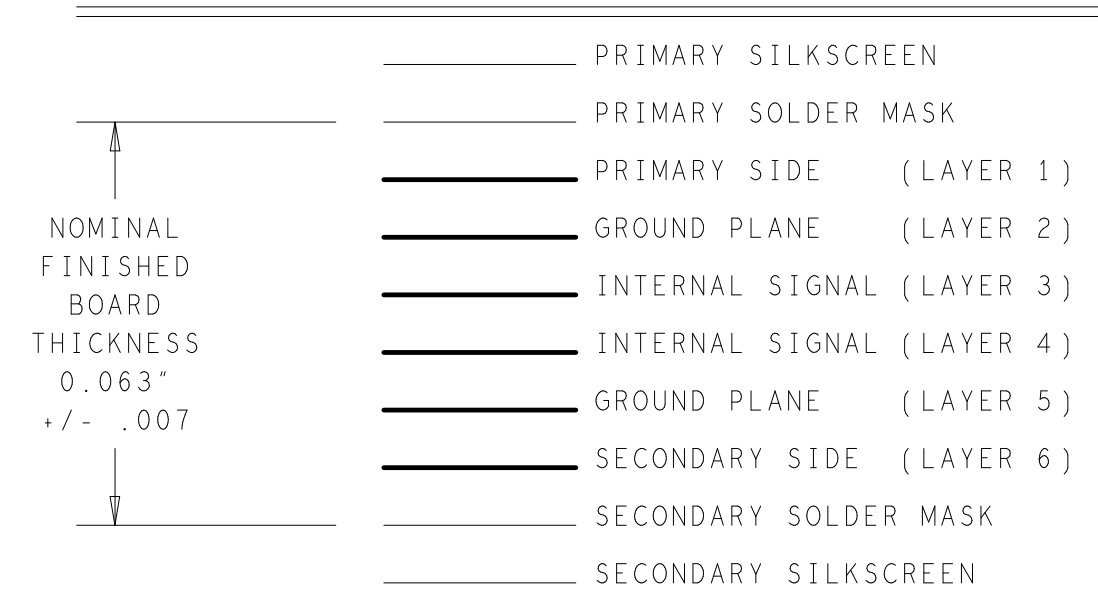 PRIMARY SILKSCREEN
PRIMARY SOLDER MASK
PRIMARY SIDE (LAYER 1)
GROUND PLANE (LAYER 2)
INTERNAL SIGNAL (LAYER 3)
INTERNAL SIGNAL (LAYER 4)
GROUND PLANE (LAYER 5)
SECONDARY SIDE (LAYER 6)
SECONDARY SOLDER MASK
SECONDARY SILKSCREEN
NOMINAL
FINISHED
BOARD
THICKNESS
0.063"
+/- .007